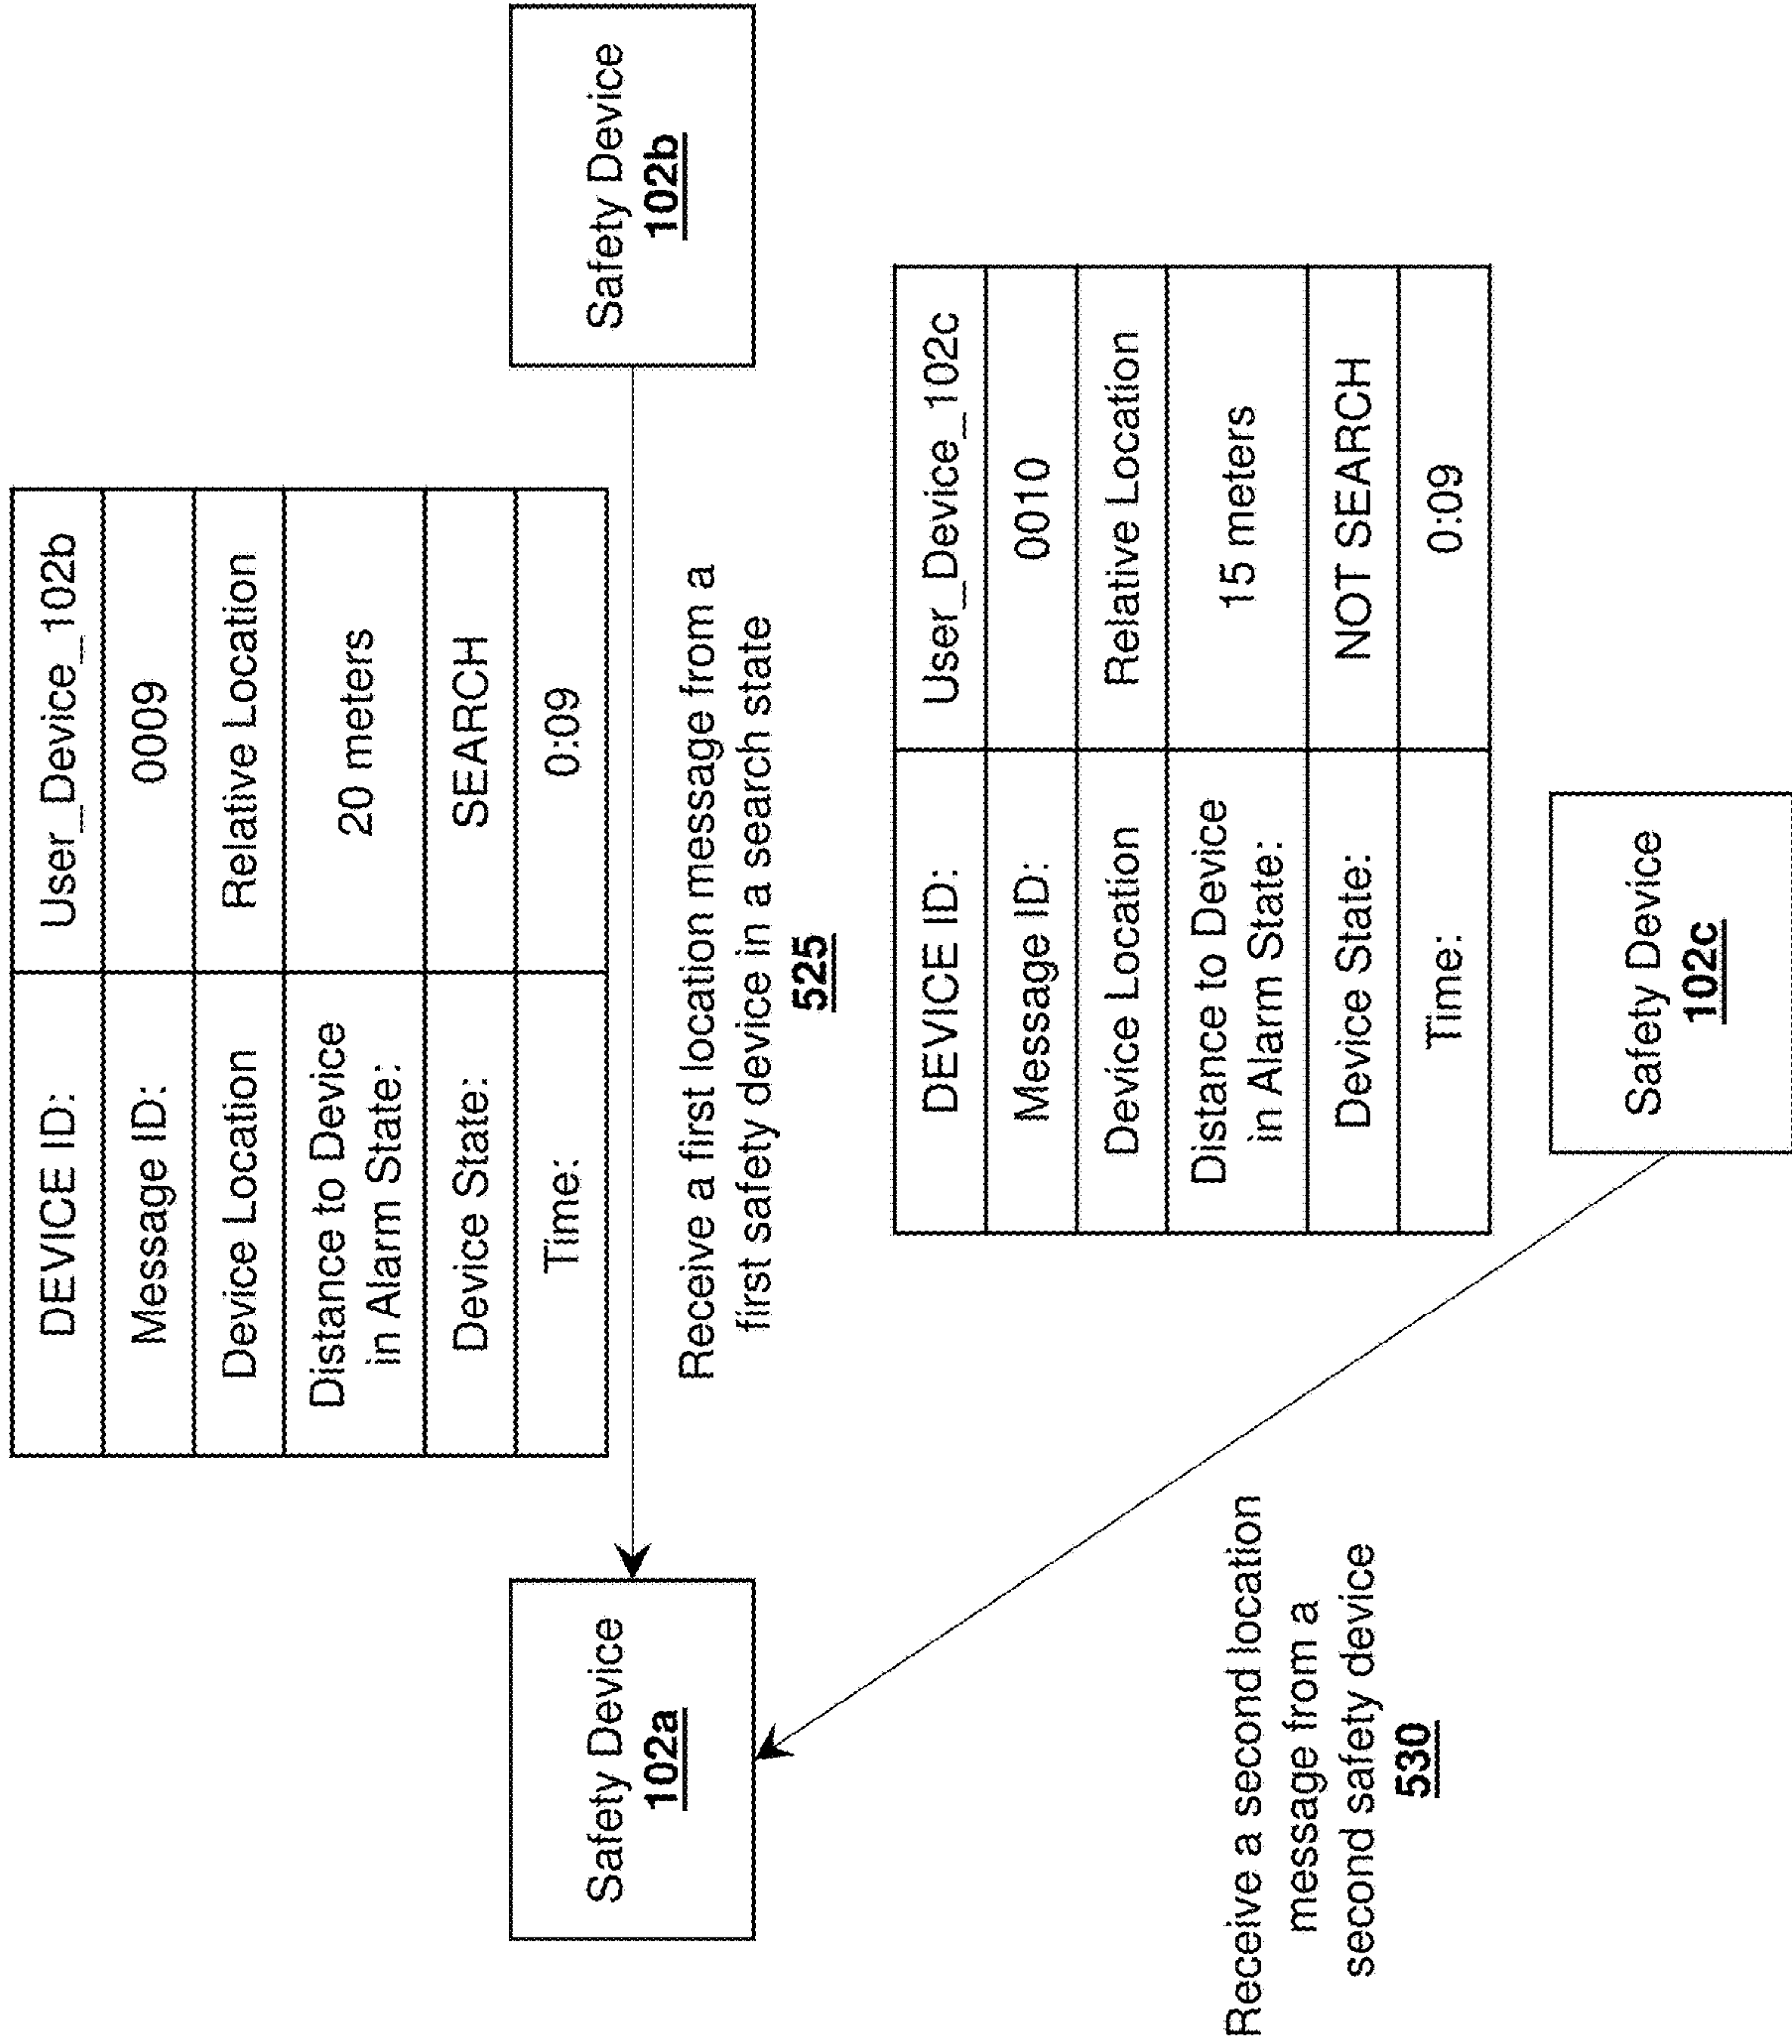 DEVICE ID: User_Device_102b
Message ID: 0009
Device Location Relative Location
Distance to Device
in Alarm State: 20 meters
Device State: SEARCH
Time: 0:09
Safety Device
102a
Safety Device
102b
Receive a first location message from a
first safety device in a search state
525
DEVICE ID: User_Device_102c
Message ID: 0010
Device Location Relative Location
Distance to Device
in Alarm State: 15 meters
Device State: NOT SEARCH
Time: 0:09
Receive a second location
message from a
second safety device
530
Safety Device
102c